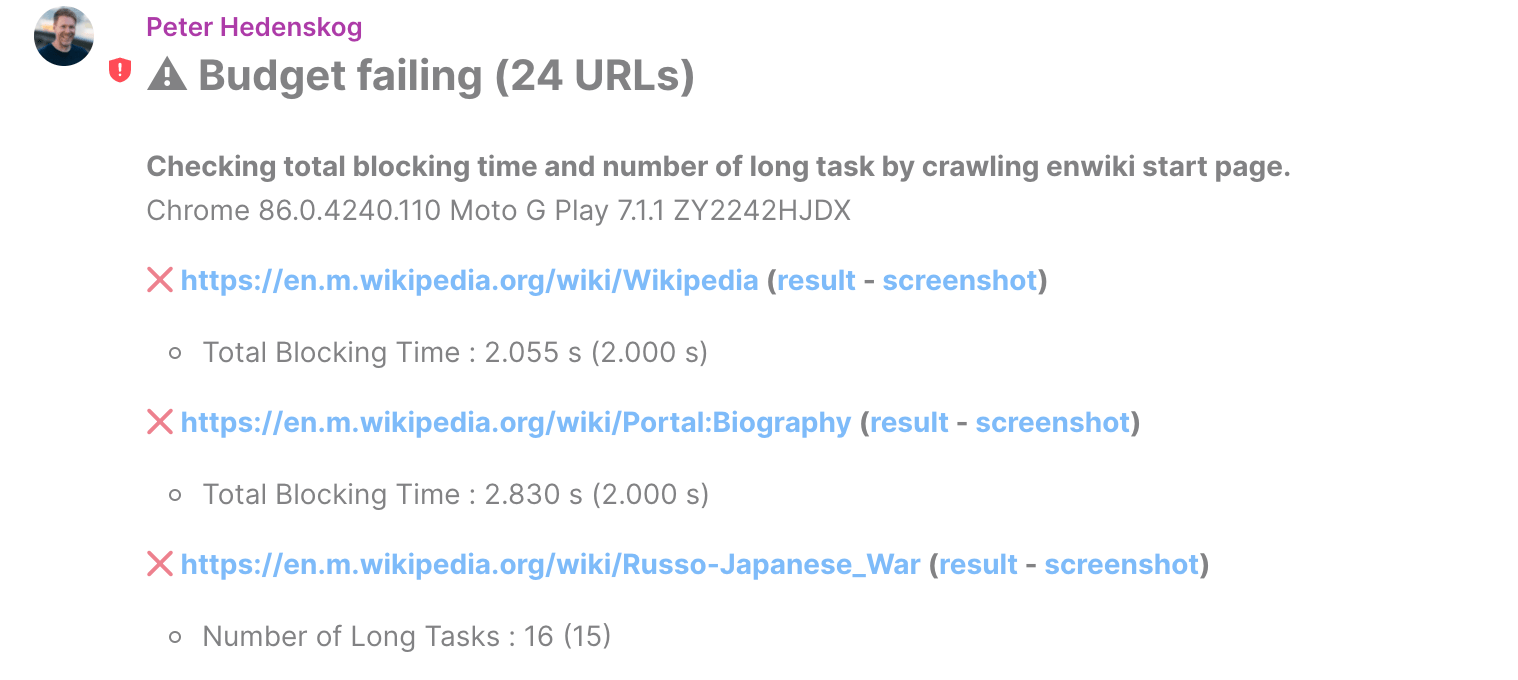 Peter Hedenskog
⚠ Budget failing (24 URLs)
Checking total blocking time and number of long task by crawling enwiki start page.
Chrome 86.0.4240.110 Moto G Play 7.1.1 ZY2242HJDX
❌ https://en.m.wikipedia.org/wiki/Wikipedia (result - screenshot)
○ Total Blocking Time : 2.055 s (2.000 s)
❌ https://en.m.wikipedia.org/wiki/Portal:Biography (result - screenshot)
○ Total Blocking Time : 2.830 s (2.000 s)
❌ https://en.m.wikipedia.org/wiki/Russo-Japanese_War (result - screenshot)
○ Number of Long Tasks : 16 (15)